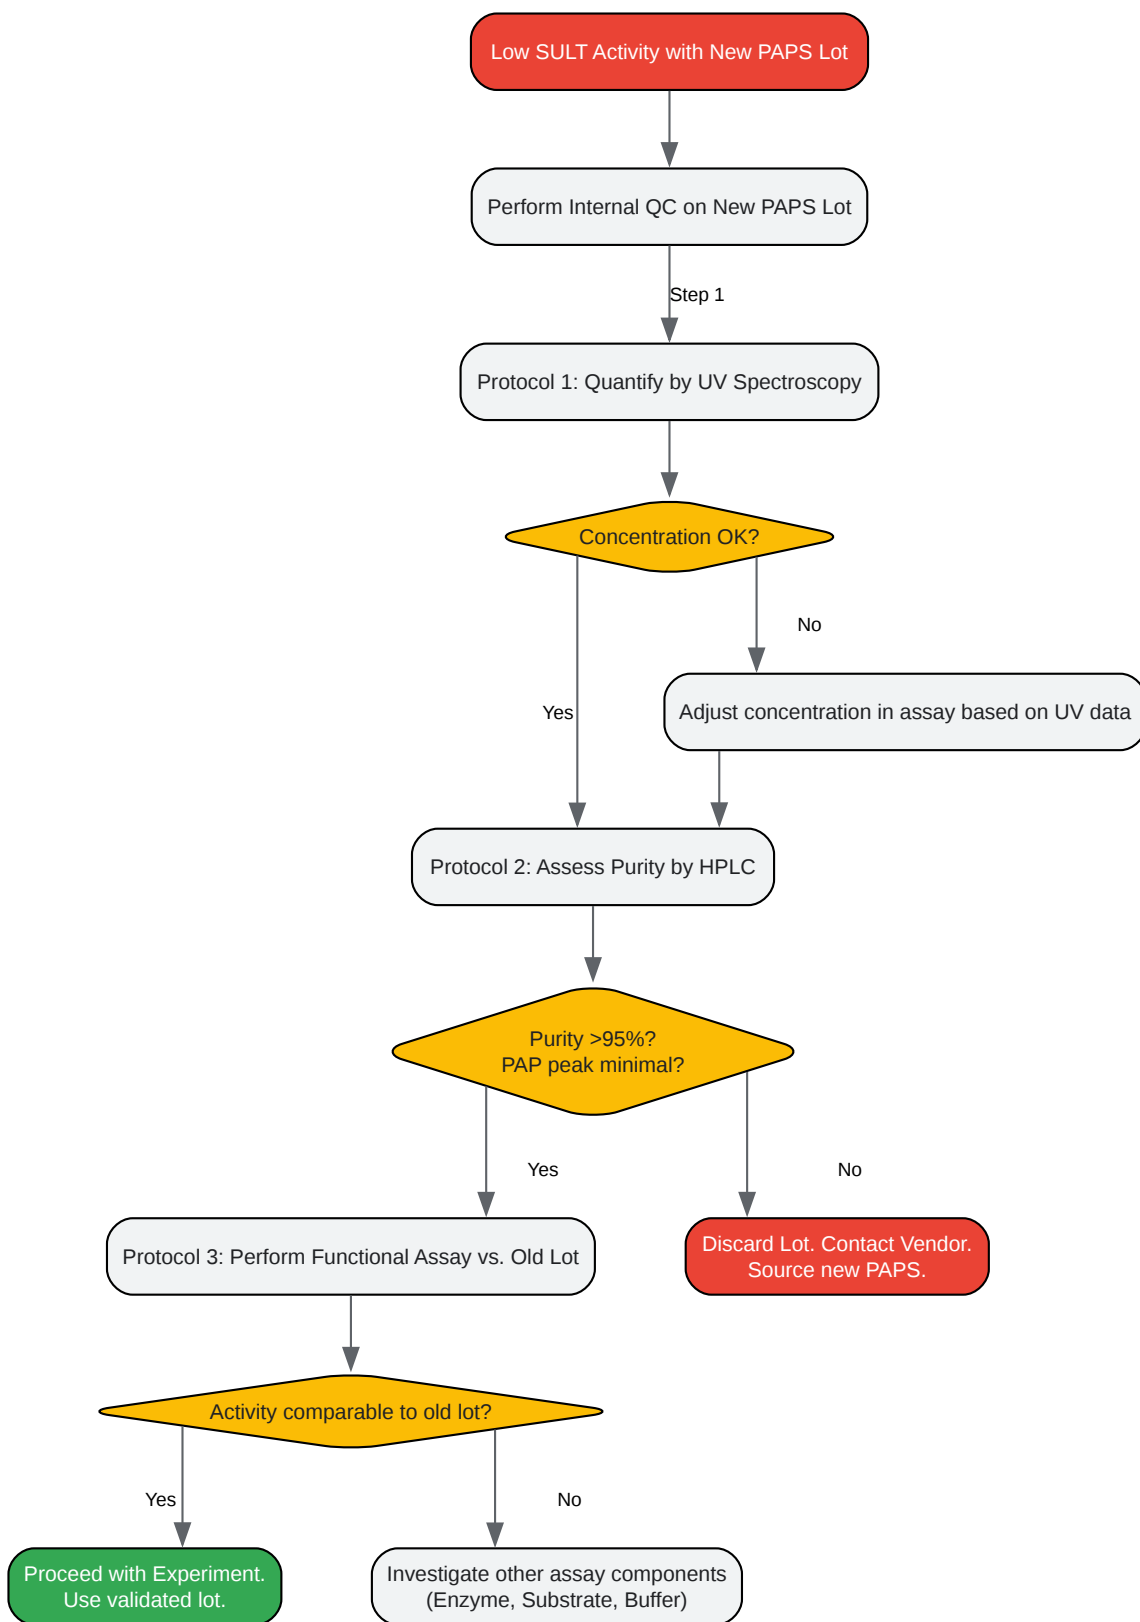 Low SULT Activity with New PAPS Lot
Perform Internal QC on New PAPS Lot
Step 1
Protocol 1: Quantify by UV Spectroscopy
Concentration OK?
No
Yes
Adjust concentration in assay based on UV data
Protocol 2: Assess Purity by HPLC
Purity >95%?
PAP peak minimal?
Yes
No
Protocol 3: Perform Functional Assay vs. Old Lot
Discard Lot. Contact Vendor.
Source new PAPS.
Activity comparable to old lot?
Yes
No
Proceed with Experiment.
Use validated lot.
Investigate other assay components
(Enzyme, Substrate, Buffer)